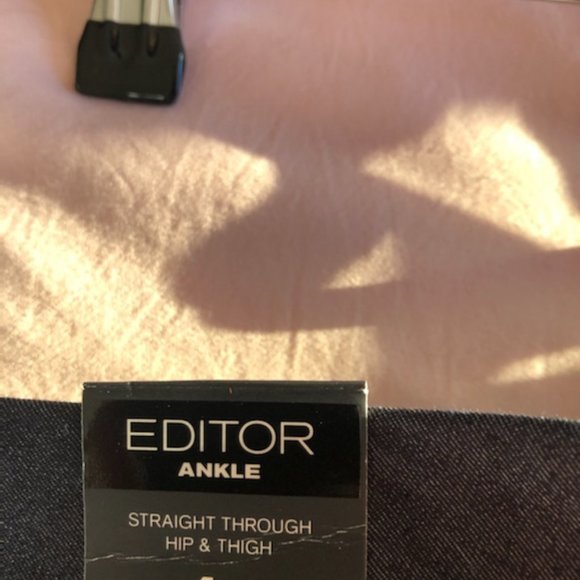 EDITOR
ANKLE
STRAIGHT THROUGH
HIP & THIGH